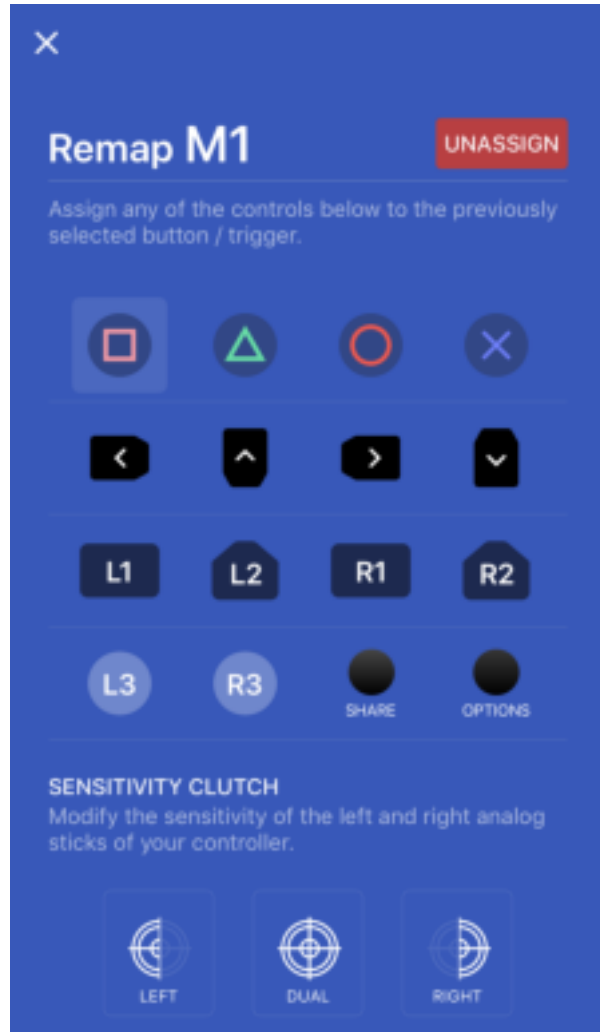 Remap M1
UNASSIGN
Assign any of the controls below to the previously
selected button / trigger.
L1 L2 R1 R2
L3 R3 SHARE OPTIONS
SENSITIVITY CLUTCH
Modify the sensitivity of the left and right analog
sticks of your controller.
LEFT DUAL RIGHT